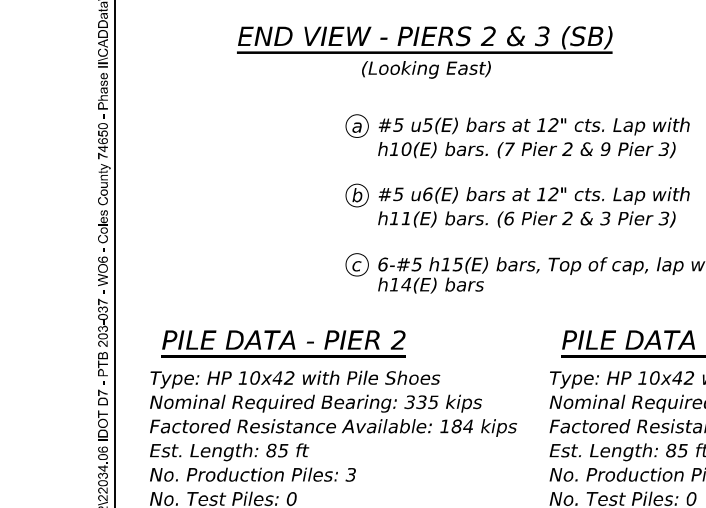 END VIEW - PIERS 2 & 3 (SB)
(Looking East)
a #5 u5(E) bars at 12" cts. Lap with
h10(E) bars. (7 Pier 2 & 9 Pier 3)
b #5 u6(E) bars at 12" cts. Lap with
h11(E) bars. (6 Pier 2 & 3 Pier 3)
c 6-#5 h15(E) bars, Top of cap, lap w
h14(E) bars
PILE DATA - PIER 2
Type: HP 10x42 with Pile Shoes
Nominal Required Bearing: 335 kips
Factored Resistance Available: 184 kips
Est. Length: 85 ft
No. Production Piles: 3
No. Test Piles: 0
PILE DATA
Type: HP 10x42
Nominal Require
Factored Resista
Est. Length: 85 ft
No. Production Pi
No. Test Piles: 0
22034.06 IDOT D7 - PTB 203-037 - WO6 - Coles County 74650 - Phase II\CADData